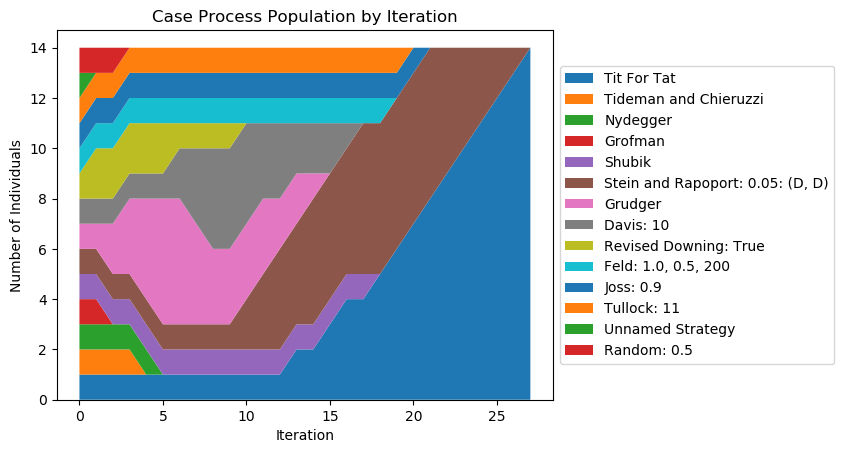 Case Process Population by Iteration
Number of Individuals
14
12
10
8
6
4
2
0
0 5 10 15 20 25
Iteration
Tit For Tat
Tideman and Chieruzzi
Nydegger
Grofman
Shubik
Stein and Rapoport: 0.05: (D, D)
Grudger
Davis: 10
Revised Downing: True
Feld: 1.0, 0.5, 200
Joss: 0.9
Tullock: 11
Unnamed Strategy
Random: 0.5